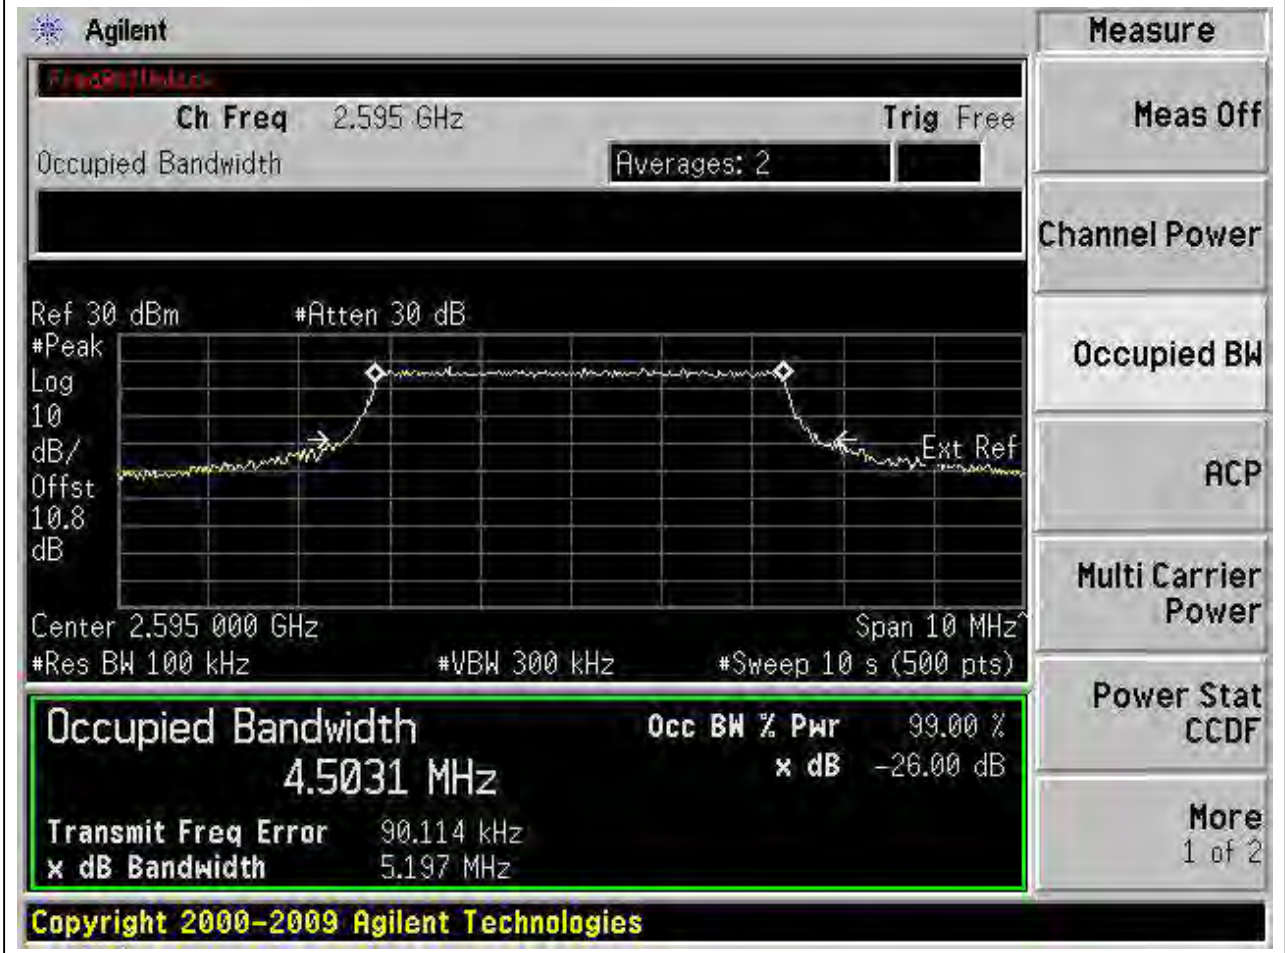 Agilent
Measure
Ch Freq 2.595 GHz
Trig Free
Meas Off
Occupied Bandwidth
Averages: 2
Channel Power
Ref 30 dBm
#Atten 30 dB
#Peak
Log
10
dB/
Offst
10.8
dB
Ext Ref
Occupied BW
ACP
Center 2.595 000 GHz
Span 10 MHz^
#Res BW 100 kHz
#VBW 300 kHz
#Sweep 10 s (500 pts)
Multi Carrier
Power
Occupied Bandwidth
4.5031 MHz
Occ BW % Pwr 99.00 %
x dB -26.00 dB
Transmit Freq Error 90.114 kHz
x dB Bandwidth 5.197 MHz
Power Stat
CCDF
More
1 of 2
Copyright 2000-2009 Agilent Technologies